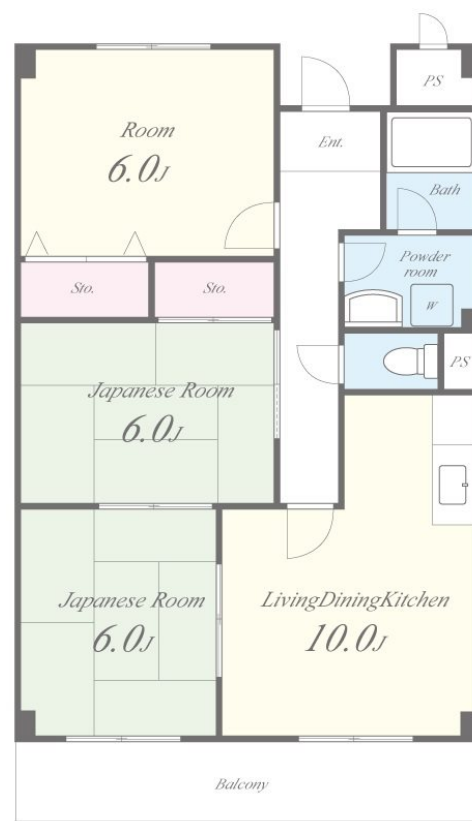 PS
Room
6.0J
Ent.
Bath
Powder
room
W
Sto.
Sto.
PS
Japanese Room
6.0J
Japanese Room
6.0J
LivingDiningKitchen
10.0J
Balcony